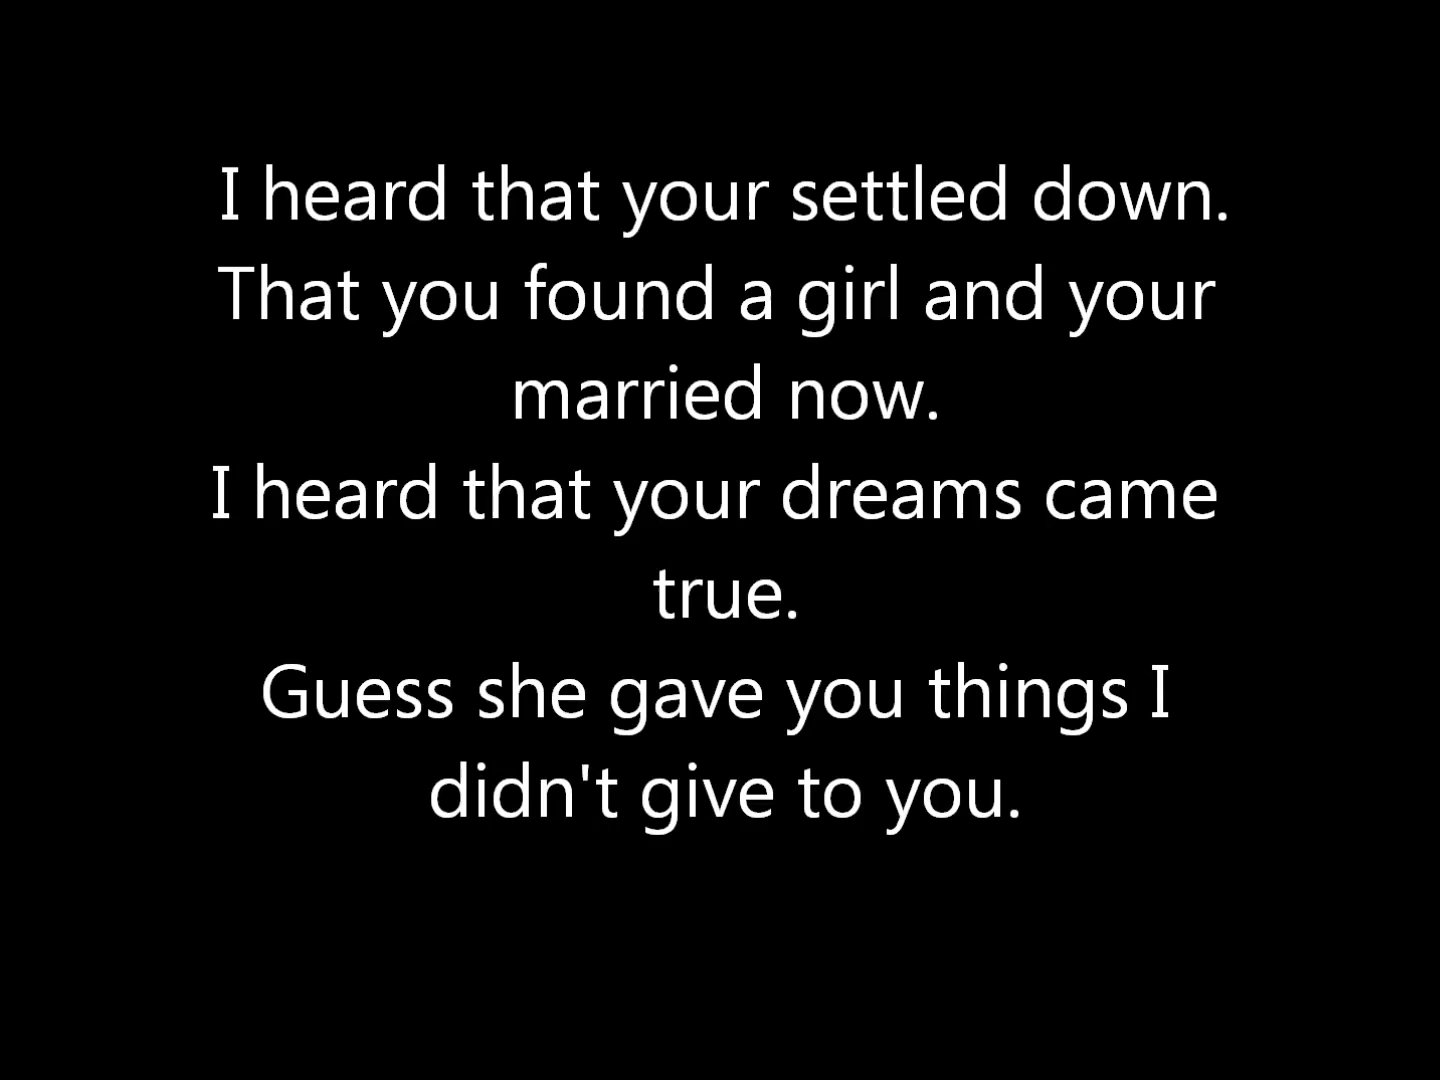 I heard that your settled down.
That you found a girl and your
married now.
I heard that your dreams came
true.
Guess she gave you things I
didn't give to you.